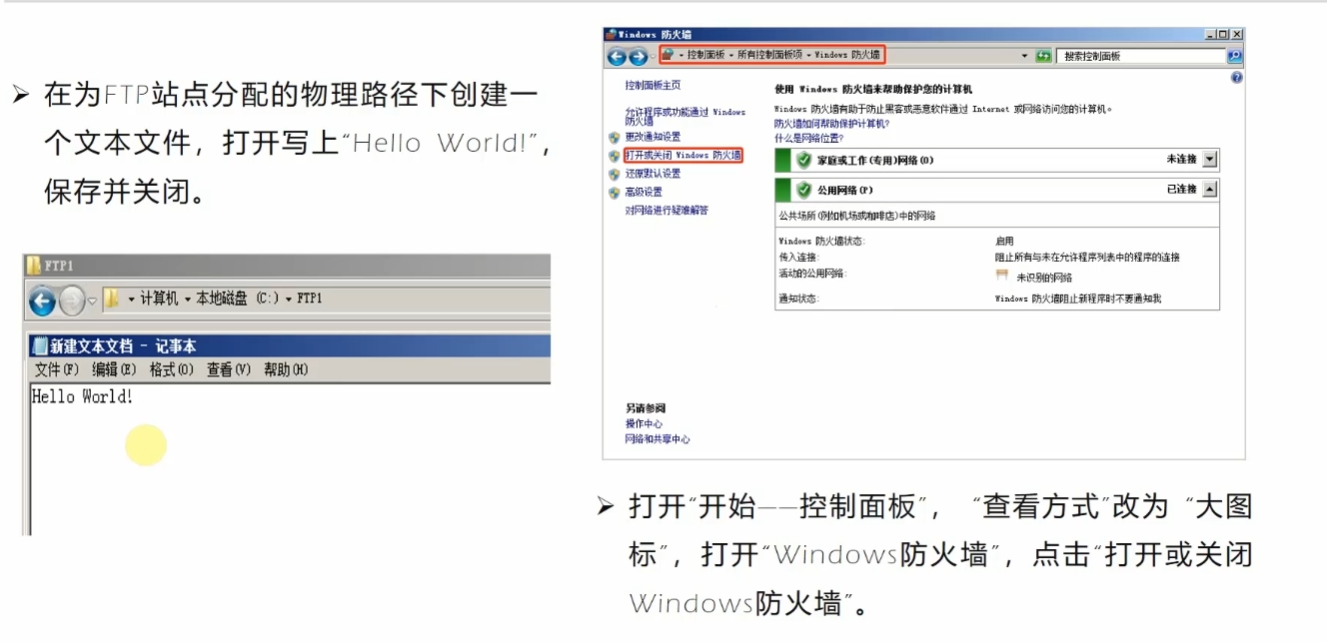 ➢ 在为FTP站点分配的物理路径下创建一
个文本文件，打开写上“Hello World!”，
保存并关闭。
FTP1
计算机 本地磁盘 (C:) FTP1
新建文本文档 - 记事本
文件(F) 编辑(E) 格式(O) 查看(V) 帮助(H)
Hello World!
Windows 防火墙
控制面板 所有控制面板项 Windows 防火墙
搜索控制面板
控制面板主页
允许程序或功能通过 Windows
防火墙
更改通知设置
打开或关闭 Windows 防火墙
还原默认设置
高级设置
对网络进行疑难解答
另请参阅
操作中心
网络和共享中心
使用 Windows 防火墙来帮助保护您的计算机
Windows 防火墙有助于防止黑客或恶意软件通过 Internet 或网络访问您的计算机。
防火墙如何帮助保护计算机?
什么是网络位置?
家庭或工作(专用)网络(O) 未连接
公用网络(P) 已连接
公共场所(例如机场或咖啡店)中的网络
Windows 防火墙状态: 启用
传入连接: 阻止所有与未在允许程序列表中的程序的连接
活动的公用网络: 未识别的网络
通知状态: Windows 防火墙阻止新程序时不要通知我
➢ 打开“开始——控制面板”， “查看方式”改为 “大图
标”，打开“Windows防火墙”，点击“打开或关闭
Windows防火墙”。